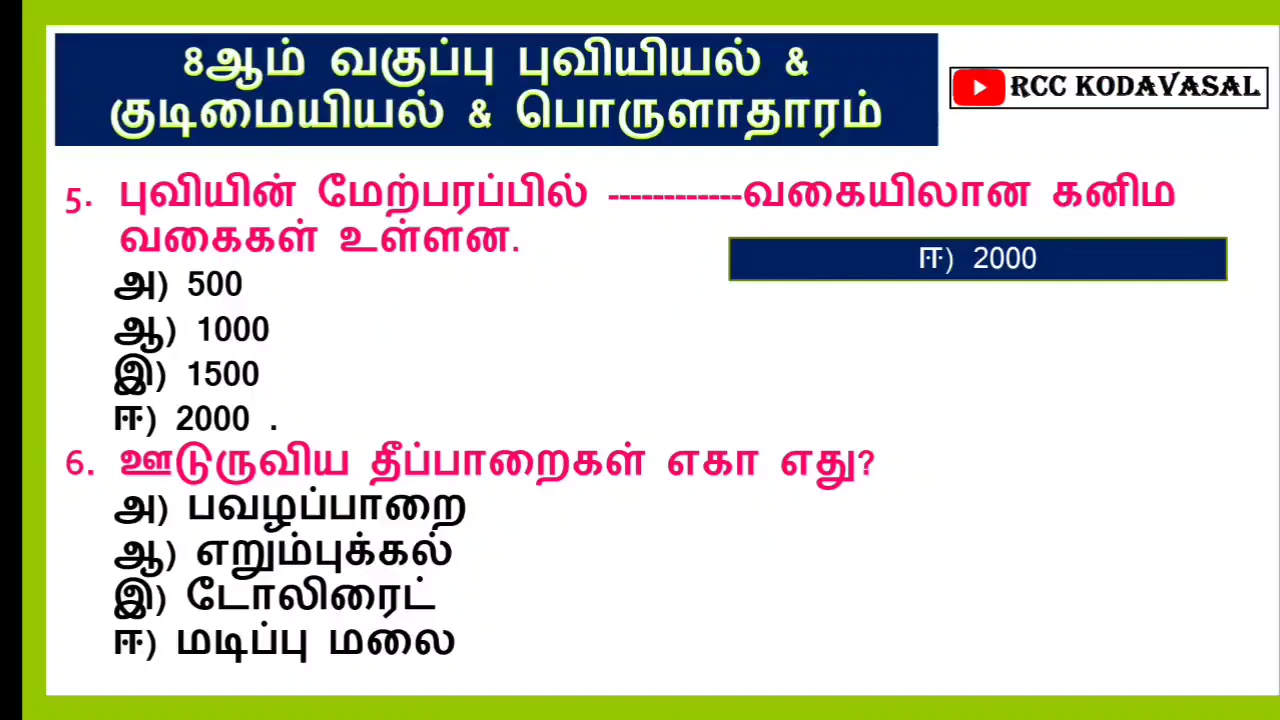 8ஆம் வகுப்பு புவியியல் &
குடிமையியல் & பொருளாதாரம்
RCC KODAVASAL
5. புவியின் மேற்பரப்பில் ------------வகையிலான கனிம
வகைகள் உள்ளன.
ஈ) 2000
அ) 500
ஆ) 1000
இ) 1500
ஈ) 2000 .
6. ஊடுருவிய தீப்பாறைகள் எகா எது?
அ) பவழப்பாறை
ஆ) எறும்புக்கல்
இ) டோலிரைட்
ஈ) மடிப்பு மலை